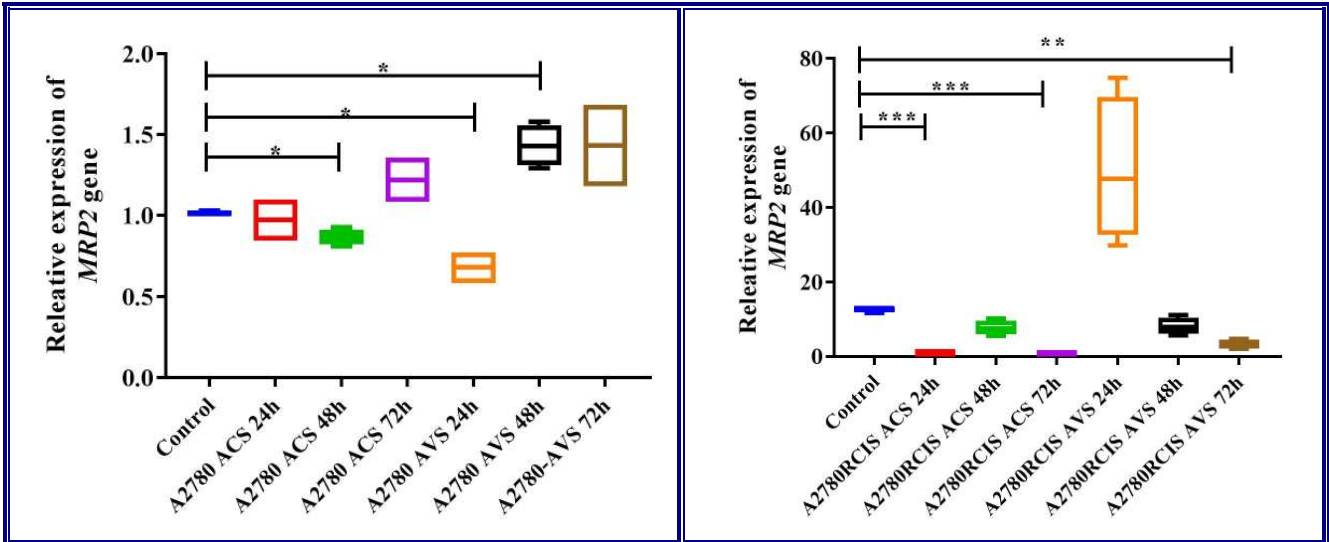 Releative expression of
MRP2 gene
2.0
1.5
1.0
0.5
0.0
*
*
*
Control
A2780 ACS 24h
A2780 ACS 48h
A2780 ACS 72h
A2780 AVS 24h
A2780 AVS 48h
A2780-AVS 72h
Releative expression of
MRP2 gene
80
60
40
20
0
**
***
***
Control
A2780RCIS ACS 24h
A2780RCIS ACS 48h
A2780RCIS ACS 72h
A2780RCIS AVS 24h
A2780RCIS AVS 48h
A2780RCIS AVS 72h